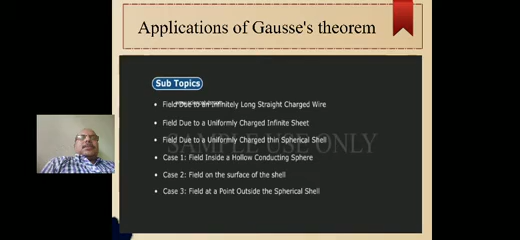 Applications of Gausse's theorem
Sub Topics
• Field Due to an Infinitely Long Straight Charged Wire
• Field Due to a Uniformly Charged Infinite Sheet
• Field Due to a Uniformly Charged thin Spherical Shell
SAMPLE USE ONLY
• Case 1: Field Inside a Hollow Conducting Sphere
• Case 2: Field on the surface of the shell
• Case 3: Field at a Point Outside the Spherical Shell